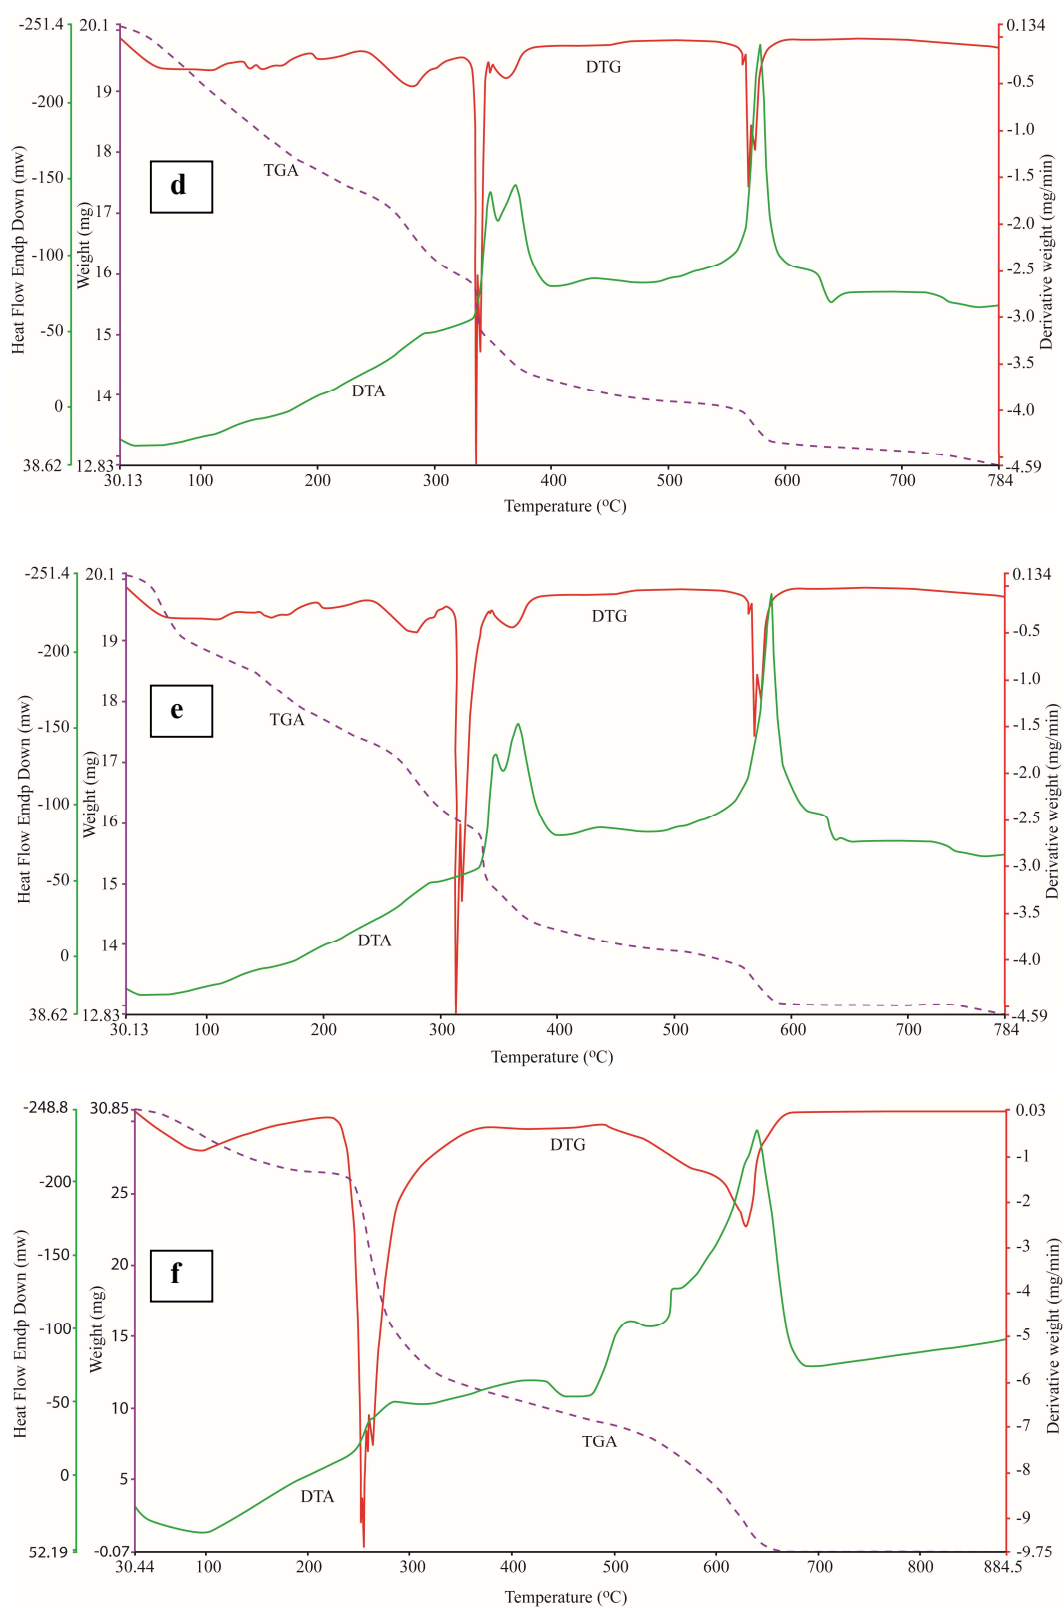 -251.4 20.1 0.134
DTG
19 -0.5
-200
-1.0
18
TGA
d
-150 -1.5
17 -2.0
-100 16 -2.5
Heat Flow Emdp Down (mw)
Weight (mg)
Derivative weight (mg/min)
-50 15 -3.0
-3.5
DTA
0 14 -4.0
38.62 12.83 -4.59
30.13 100 200 300 400 500 600 700 784
Temperature (°C)
-251.4 20.1 0.134
DTG
19 -0.5
-200
-1.0
18
e
TGA
-150 -1.5
17 -2.0
-100 16 -2.5
Heat Flow Emdp Down (mw)
Weight (mg)
Derivative weight (mg/min)
-50 15 -3.0
-3.5
DTA
0 14 -4.0
38.62 12.83 -4.59
30.13 100 200 300 400 500 600 700 784
Temperature (°C)
-248.8 30.85 0.03
DTG
-1
-200 25 -2
-150 20 -3
f
-4
-100 15 -5
Heat Flow Emdp Down (mw)
Weight (mg)
Derivative weight (mg/min)
-6
-50 10 -7
TGA
0 5 -8
DTA
-9
52.19 -0.07 -9.75
30.44 100 200 300 400 500 600 700 800 884.5
Temperature (°C)